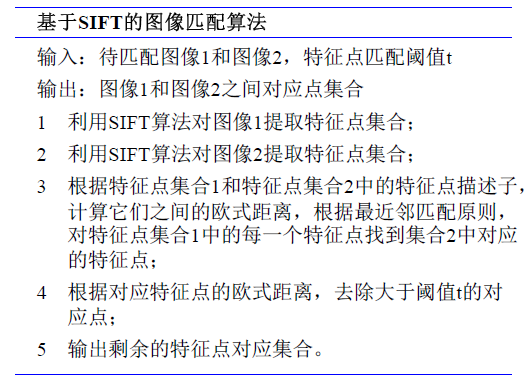 基于SIFT的图像匹配算法
输入：待匹配图像1和图像2，特征点匹配阈值t
输出：图像1和图像2之间对应点集合
1 利用SIFT算法对图像1提取特征点集合；
2 利用SIFT算法对图像2提取特征点集合；
3 根据特征点集合1和特征点集合2中的特征点描述子，
计算它们之间的欧式距离，根据最近邻匹配原则，
对特征点集合1中的每一个特征点找到集合2中对应
的特征点；
4 根据对应特征点的欧式距离，去除大于阈值t的对
应点；
5 输出剩余的特征点对应集合。